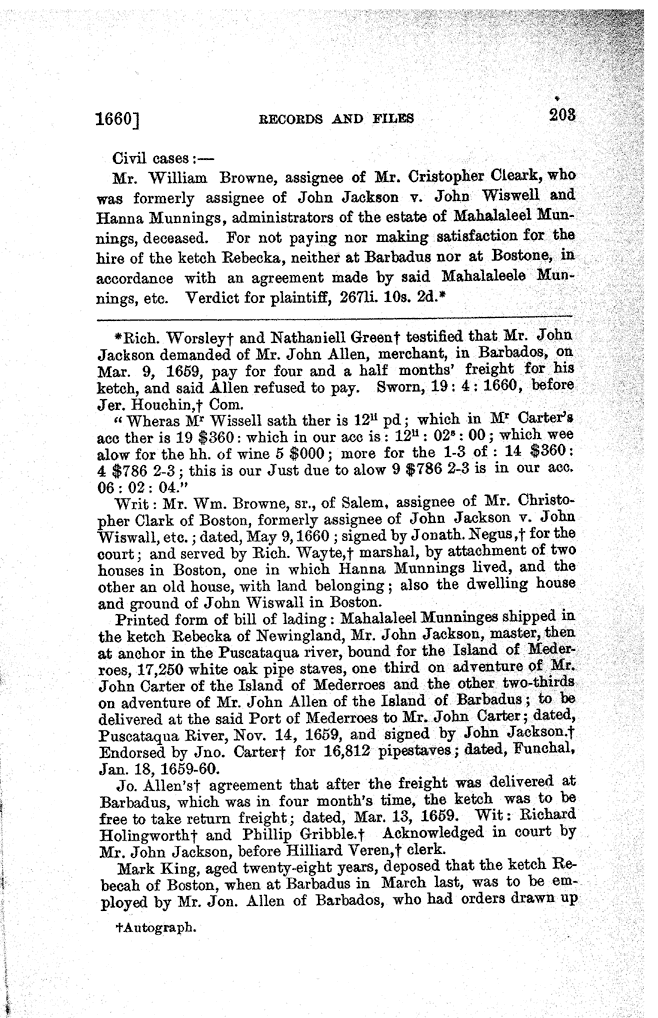 1660] RECORDS AND FILES 203
Civil cases:—
Mr. William Browne, assignee of Mr. Cristopher Cleark, who
was formerly assignee of John Jackson v. John Wiswell and
Hanna Munnings, administrators of the estate of Mahalaleel Mun-
nings, deceased. For not paying nor making satisfaction for the
hire of the ketch Rebecka, neither at Barbadus nor at Bostone, in
accordance with an agreement made by said Mahalaleele Mun-
nings, etc. Verdict for plaintiff, 267li. 10s. 2d.*
*Rich. Worsley† and Nathaniell Green† testified that Mr. John
Jackson demanded of Mr. John Allen, merchant, in Barbados, on
Mar. 9, 1659, pay for four and a half months' freight for his
ketch, and said Allen refused to pay. Sworn, 19: 4: 1660, before
Jer. Houchin,† Com.
"Wheras Mʳ Wissell sath ther is 12ˡⁱ pd; which in Mʳ Carter's
acc ther is 19 $360: which in our acc is: 12ˡⁱ: 02ˢ: 00; which wee
alow for the hh. of wine 5 $000; more for the 1-3 of: 14 $360:
4 $786 2-3; this is our Just due to alow 9 $786 2-3 is in our acc.
06: 02: 04."
Writ: Mr. Wm. Browne, sr., of Salem, assignee of Mr. Christo-
pher Clark of Boston, formerly assignee of John Jackson v. John
Wiswall, etc.; dated, May 9, 1660; signed by Jonath. Negus,† for the
court; and served by Rich. Wayte,† marshal, by attachment of two
houses in Boston, one in which Hanna Munnings lived, and the
other an old house, with land belonging; also the dwelling house
and ground of John Wiswall in Boston.
Printed form of bill of lading: Mahalaleel Munninges shipped in
the ketch Rebecka of Newingland, Mr. John Jackson, master, then
at anchor in the Puscataqua river, bound for the Island of Meder-
roes, 17,250 white oak pipe staves, one third on adventure of Mr.
John Carter of the Island of Mederroes and the other two-thirds
on adventure of Mr. John Allen of the Island of Barbadus; to be
delivered at the said Port of Mederroes to Mr. John Carter; dated,
Puscataqua River, Nov. 14, 1659, and signed by John Jackson.†
Endorsed by Jno. Carter† for 16,812 pipestaves; dated, Funchal,
Jan. 18, 1659-60.
Jo. Allen's† agreement that after the freight was delivered at
Barbadus, which was in four month's time, the ketch was to be
free to take return freight; dated, Mar. 13, 1659. Wit: Richard
Holingworth† and Phillip Gribble.† Acknowledged in court by
Mr. John Jackson, before Hilliard Veren,† clerk.
Mark King, aged twenty-eight years, deposed that the ketch Re-
becah of Boston, when at Barbadus in March last, was to be em-
ployed by Mr. Jon. Allen of Barbados, who had orders drawn up
†Autograph.